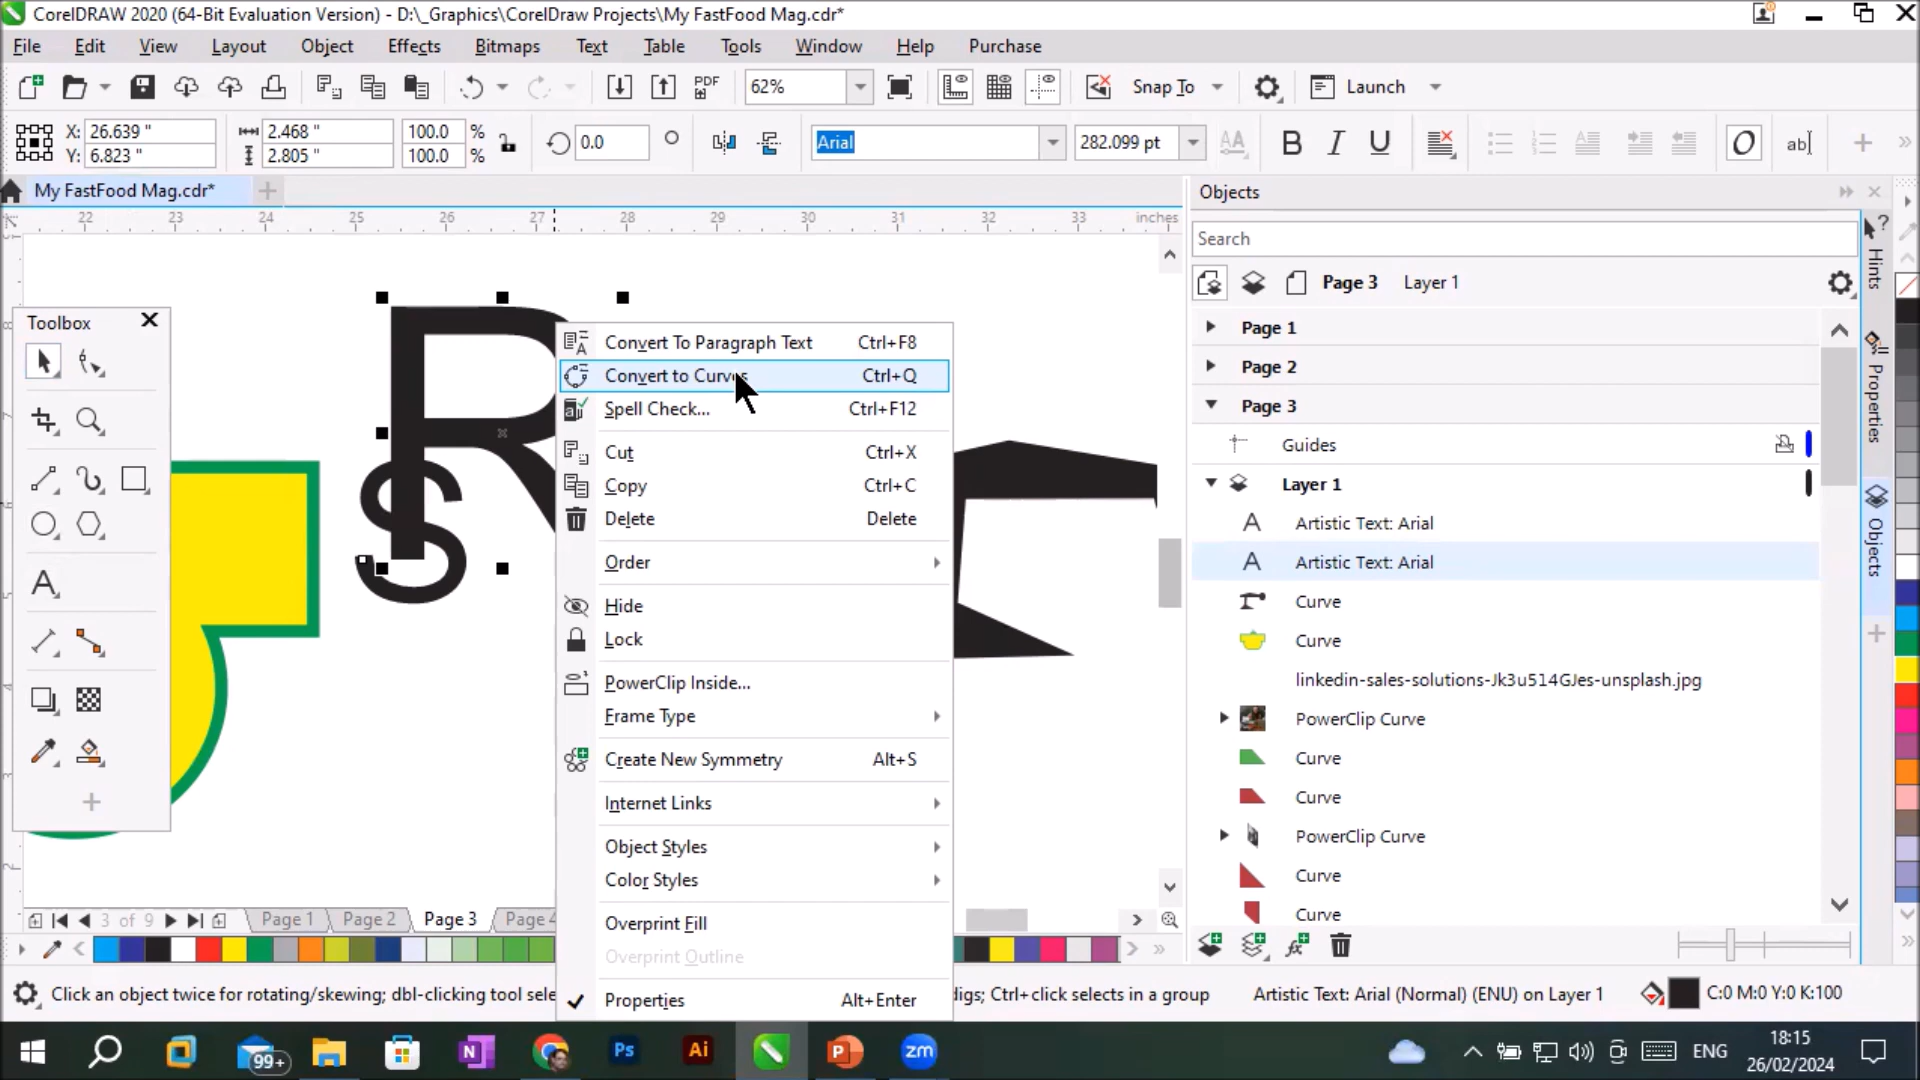 CorelDRAW 2020 (64-Bit Evaluation Version) - D:\_Graphics\CorelDraw Projects\My FastFood Mag.cdr*
File Edit View Layout Object Effects Bitmaps Text Table Tools Window Help Purchase
PDF 62% Snap To Launch
X: 26.639 " 2.468 " 100.0 %
Y: 6.823 " 2.805 " 100.0 %
0.0 Arial 282.099 pt AA B I U O ab|
My FastFood Mag.cdr*
22 23 24 25 26 27 28 29 30 31 32 33 inches
Toolbox
A
R
S
Convert To Paragraph Text Ctrl+F8
Convert to Curves Ctrl+Q
Spell Check... Ctrl+F12
Cut Ctrl+X
Copy Ctrl+C
Delete Delete
Order
Hide
Lock
PowerClip Inside...
Frame Type
Create New Symmetry Alt+S
Internet Links
Object Styles
Color Styles
Overprint Fill
Overprint Outline
Properties Alt+Enter
Objects
Search
Page 3 Layer 1
Page 1
Page 2
Page 3
Guides
Layer 1
A Artistic Text: Arial
A Artistic Text: Arial
Curve
Curve
linkedin-sales-solutions-Jk3u514GJes-unsplash.jpg
PowerClip Curve
Curve
Curve
PowerClip Curve
Curve
Curve
Hints
Properties
Objects
3 of 9 Page 1 Page 2 Page 3 Page 4
Click an object twice for rotating/skewing; dbl-clicking tool sele
digs; Ctrl+click selects in a group
Artistic Text: Arial (Normal) (ENU) on Layer 1
C:0 M:0 Y:0 K:100
99+ N Ps Ai P zm
ENG
18:15
26/02/2024